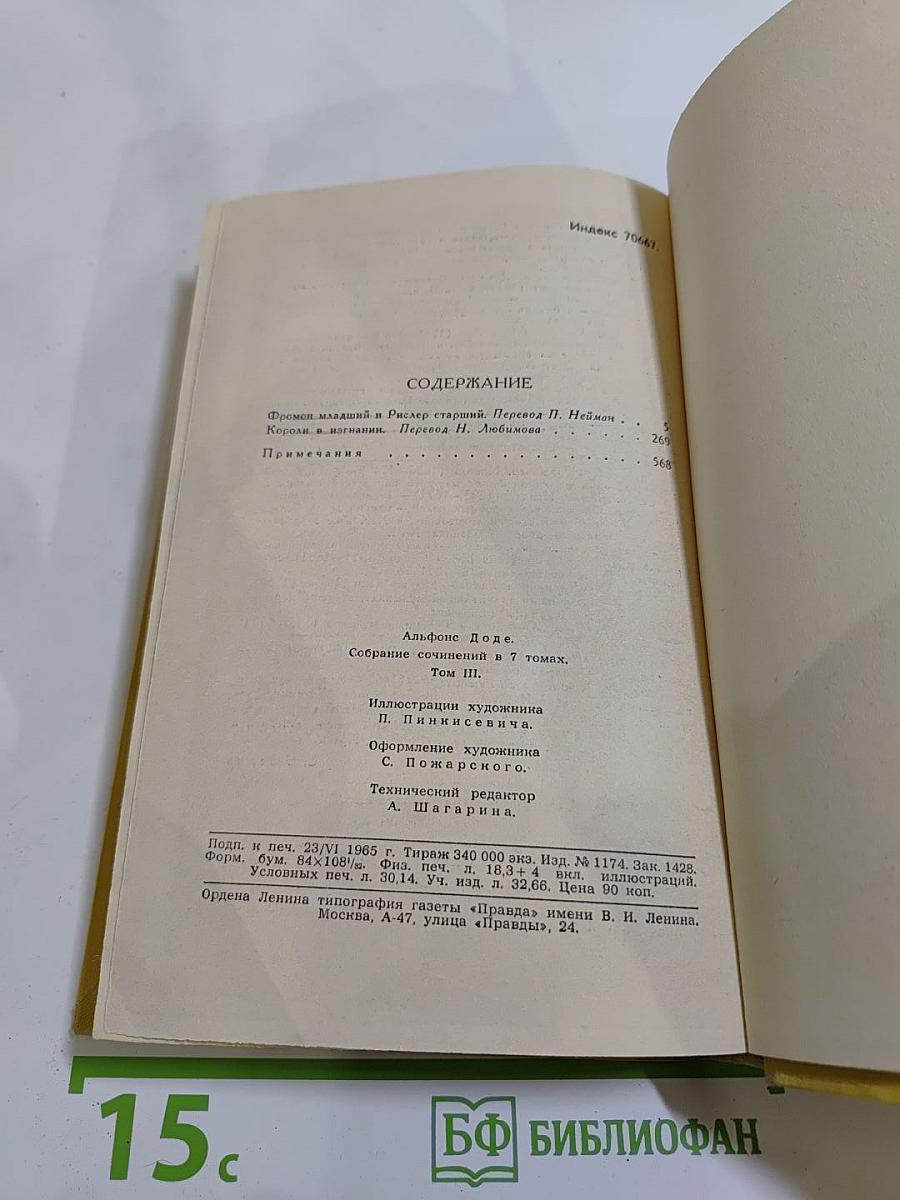 Индекс 70667.
СОДЕРЖАНИЕ
Фромон младший и Рислер старший. Перевод П. Нейман . . 5
Короли в изгнании. Перевод Н. Любимова . . . . . . 269
Примечания . . . . . . . . . . . . . . . 568
Альфонс Доде.
Собрание сочинений в 7 томах.
Том III.
Иллюстрации художника
П. Пинкисевича.
Оформление художника
С. Пожарского.
Технический редактор
А. Шагарина.
Подп. к печ. 23/VI 1965 г. Тираж 340 000 экз. Изд. № 1174. Зак. 1428.
Форм. бум. 84×108¹/₃₂. Физ. печ. л. 18,3+4 вкл. иллюстраций.
Условных печ. л. 30,14. Уч. изд. л. 32,66. Цена 90 коп.
Ордена Ленина типография газеты «Правда» имени В. И. Ленина.
Москва, А-47, улица «Правды», 24.
15 с
БФ БИБЛИОФАН